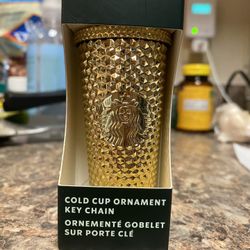 COLD CUP ORNAMENT
KEY CHAIN
ORNEMENTÉ GOBELET
SUR PORTE CLÉ